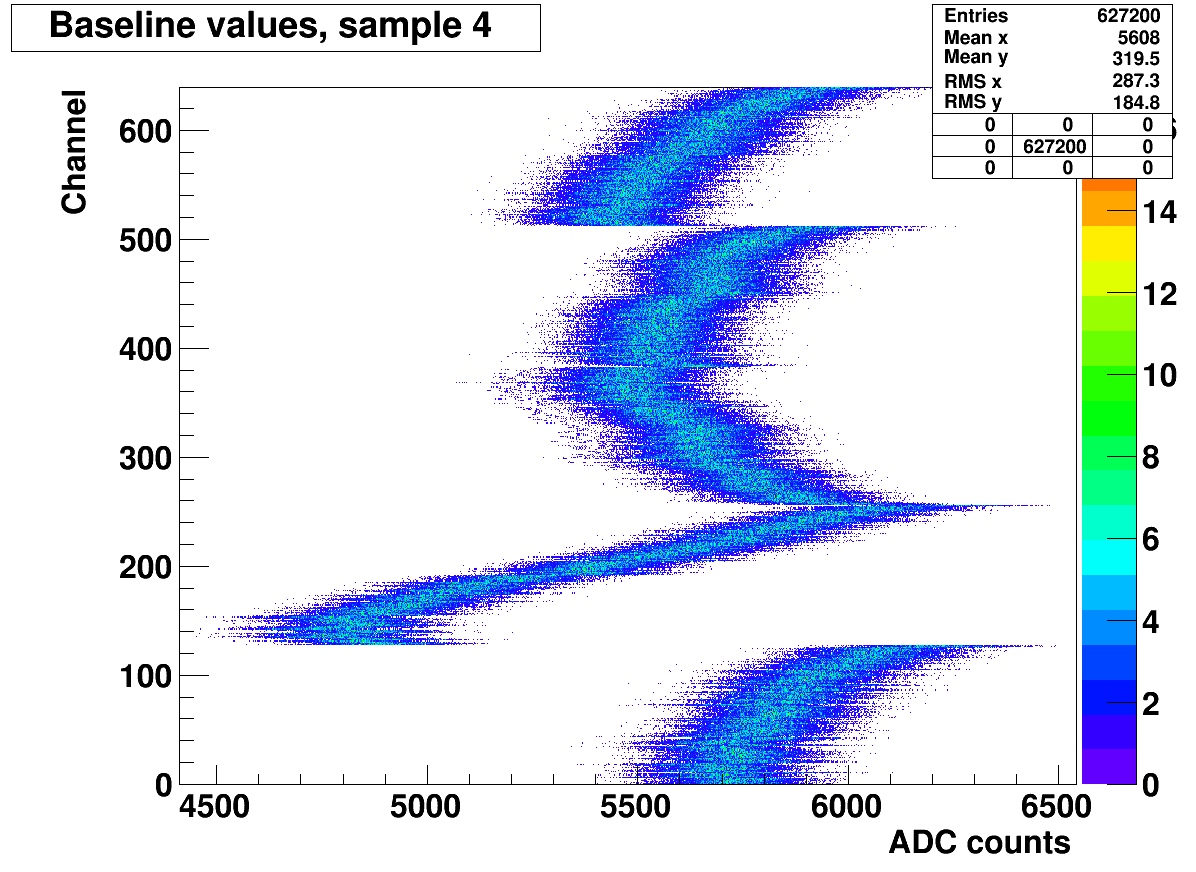 Baseline values, sample 4
Entries 627200
Mean x 5608
Mean y 319.5
RMS x 287.3
RMS y 184.8
0 0 0
0 627200 0
0 0 0
Channel
600
500
400
300
200
100
0
4500 5000 5500 6000 6500
ADC counts
14
12
10
8
6
4
2
0